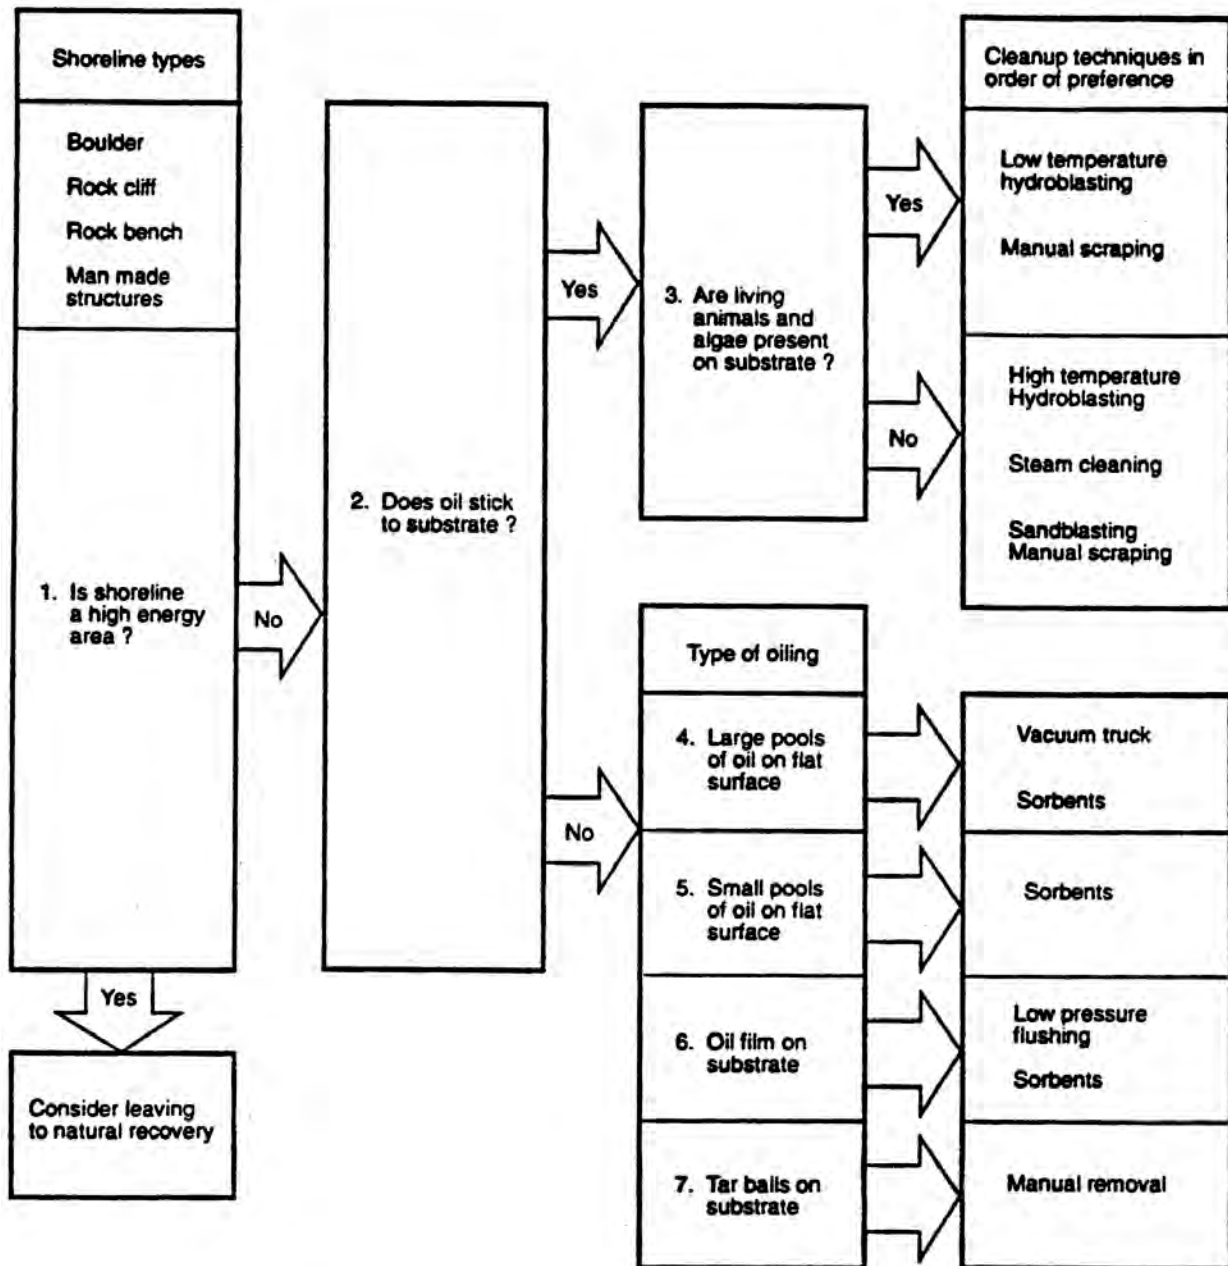 Shoreline types
Boulder
Rock cliff
Rock bench
Man made
structures
1. Is shoreline
a high energy
area ?
No
Yes
Consider leaving
to natural recovery
2. Does oil stick
to substrate ?
Yes
No
3. Are living
animals and
algae present
on substrate ?
Yes
No
Cleanup techniques in
order of preference
Low temperature
hydroblasting
Manual scraping
High temperature
Hydroblasting
Steam cleaning
Sandblasting
Manual scraping
Type of oiling
4. Large pools
of oil on flat
surface
Vacuum truck
Sorbents
5. Small pools
of oil on flat
surface
Sorbents
6. Oil film on
substrate
Low pressure
flushing
Sorbents
7. Tar balls on
substrate
Manual removal